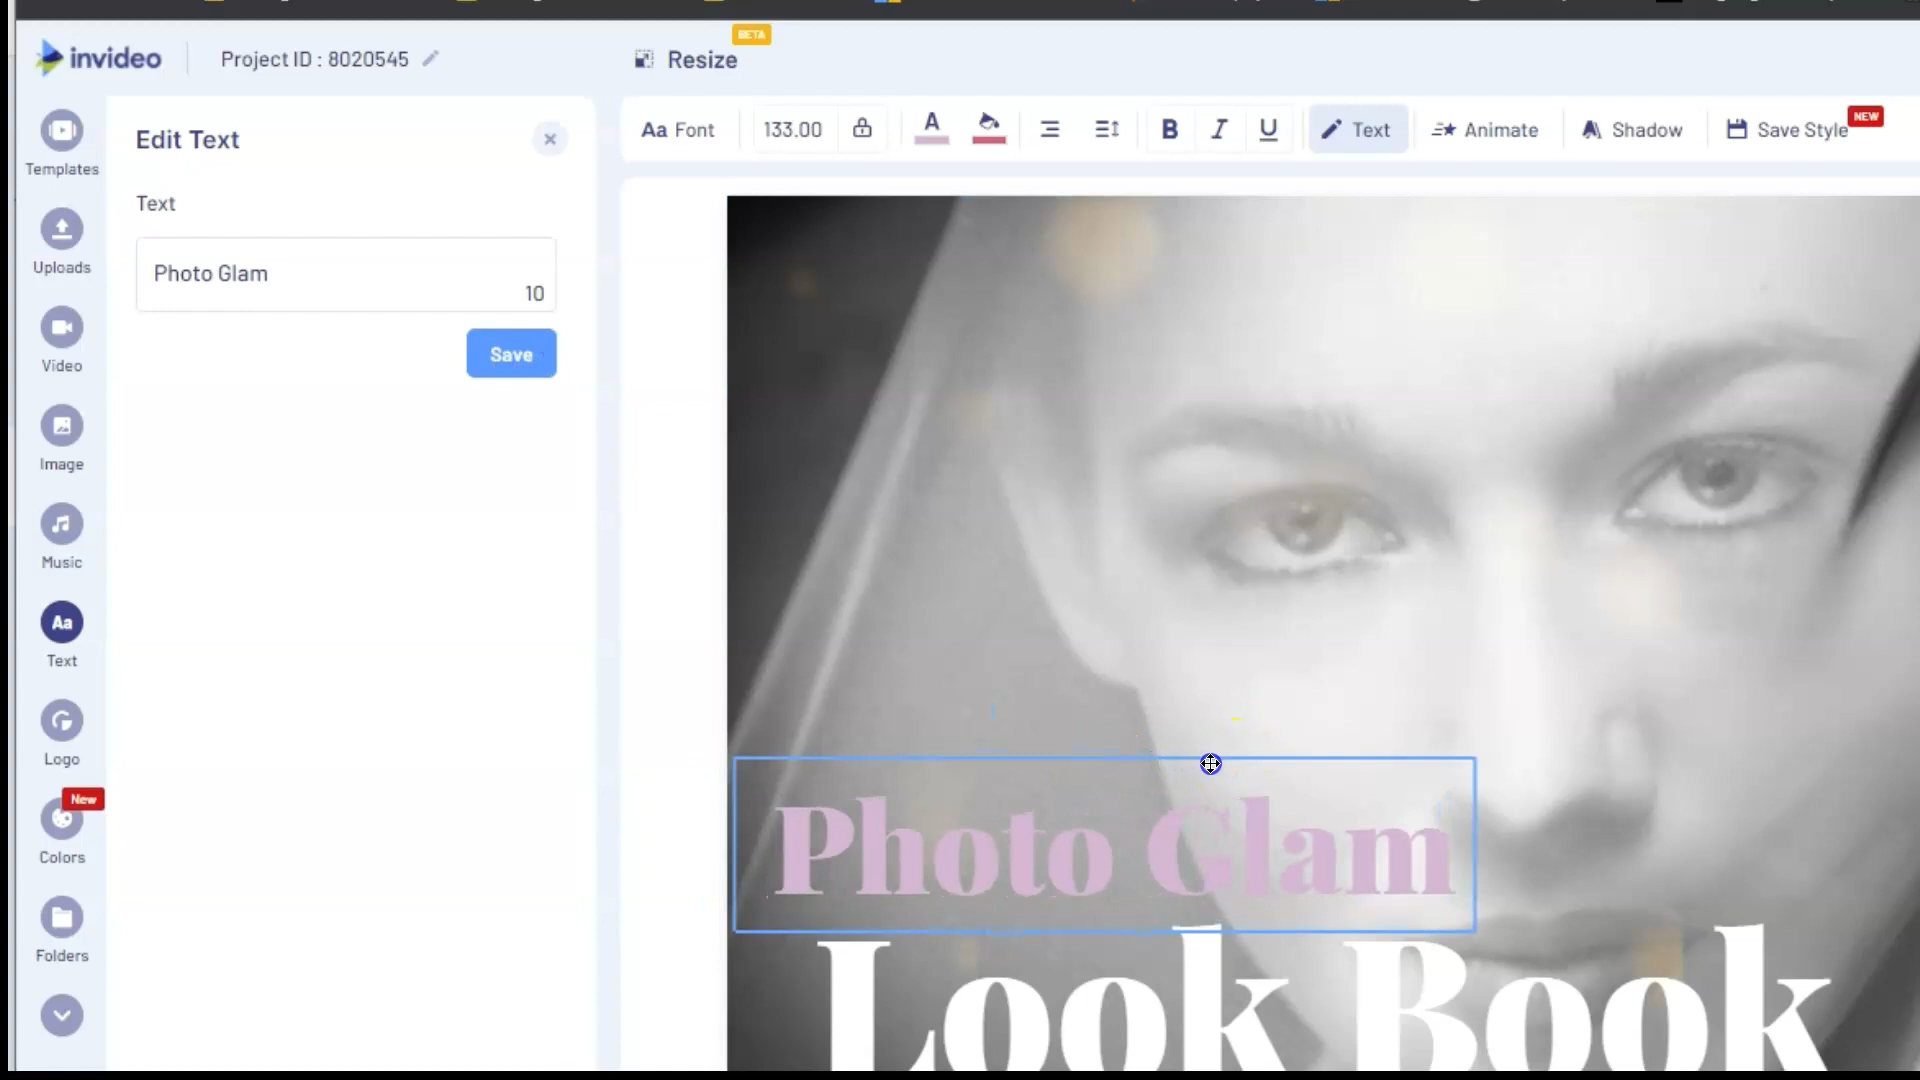 BETA
invideo
Project ID : 8020545
Resize
Templates
Uploads
Video
Image
Music
Aa
Text
Logo
New
Colors
Folders
Edit Text
Text
Photo Glam
10
Save
Aa Font
133.00
A
B
I
U
Text
Animate
Shadow
Save Style
NEW
Photo Glam
Look Book